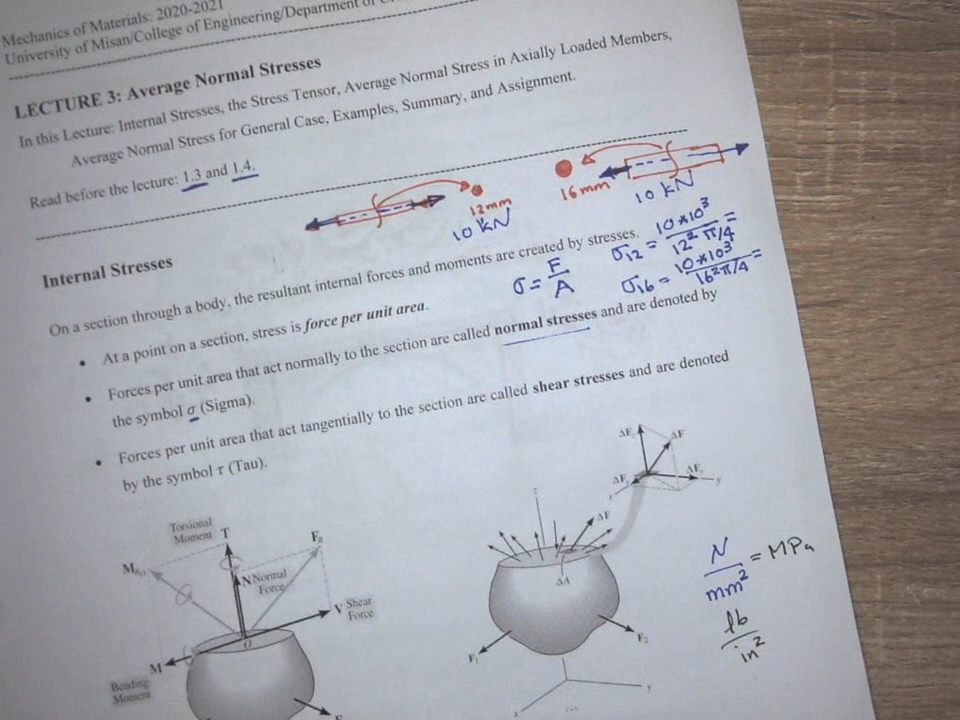 Mechanics of Materials: 2020-2021
University of Misan/College of Engineering/Department of
LECTURE 3: Average Normal Stresses
In this Lecture: Internal Stresses, the Stress Tensor, Average Normal Stress in Axially Loaded Members,
Average Normal Stress for General Case, Examples, Summary, and Assignment.
Read before the lecture: 1.3 and 1.4.
12mm
10 kN
16mm
10 kN
Internal Stresses
On a section through a body, the resultant internal forces and moments are created by stresses.
σ = F/A
σ12 = 10*10³/12² π/4 =
σ16 = 10*10³/16² π/4 =
• At a point on a section, stress is force per unit area.
• Forces per unit area that act normally to the section are called normal stresses and are denoted by
the symbol σ (Sigma).
• Forces per unit area that act tangentially to the section are called shear stresses and are denoted
by the symbol τ (Tau).
Torsional
Moment T
M_RO
F_R
N Normal
Force
V Shear
Force
O
M
Bending
Moment
z
ΔF
ΔA
F₁
F₂
y
ΔF
y
N/mm² = MPa
lb/in²